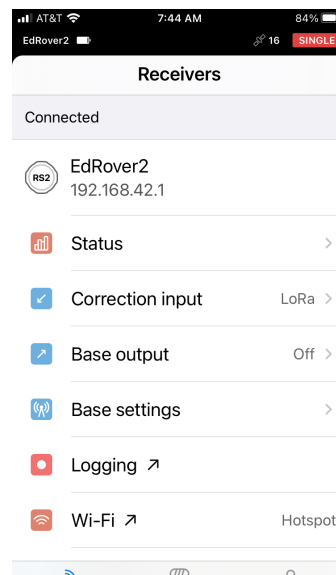 AT&T 7:44 AM 84%
EdRover2 16 SINGLE
Receivers
Connected
RS2
EdRover2
192.168.42.1
Status
Correction input LoRa
Base output Off
Base settings
Logging
Wi-Fi Hotspot